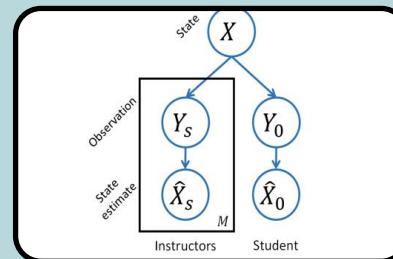 State
X
Observation
Y_s
Y_0
State
estimate
X̂_s
X̂_0
M
Instructors
Student